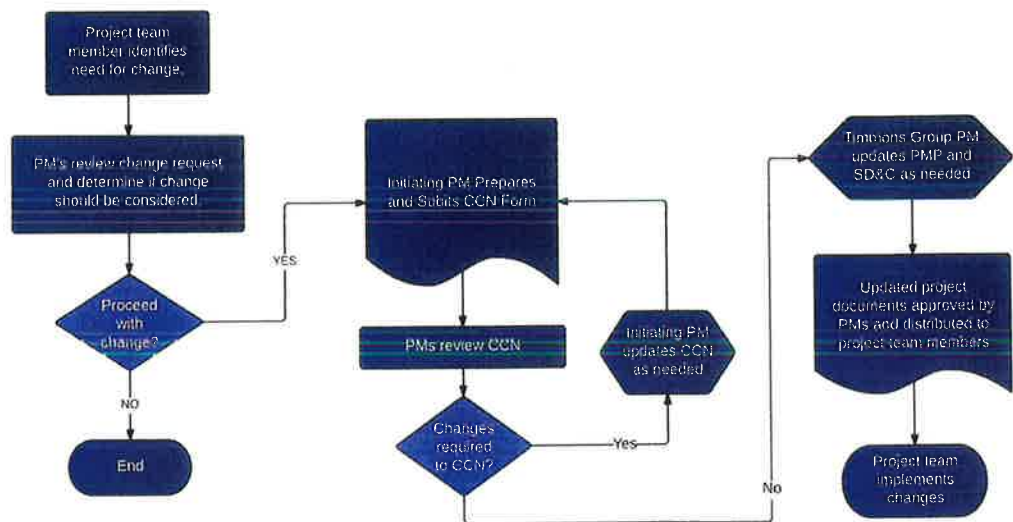 Project team
member identifies
need for change.
PM's review change request
and determine if change
should be considered.
Proceed
with
change?
YES
NO
End
Initiating PM Prepares
and Subits CCN Form
PMs review CCN
Changes
required
to CCN?
Yes
Initiating PM
updates CCN
as needed
No
Timmons Group PM
updates PMP and
SD&C as needed
Updated project
documents approved by
PMs and distributed to
project team members
Project team
implements
changes